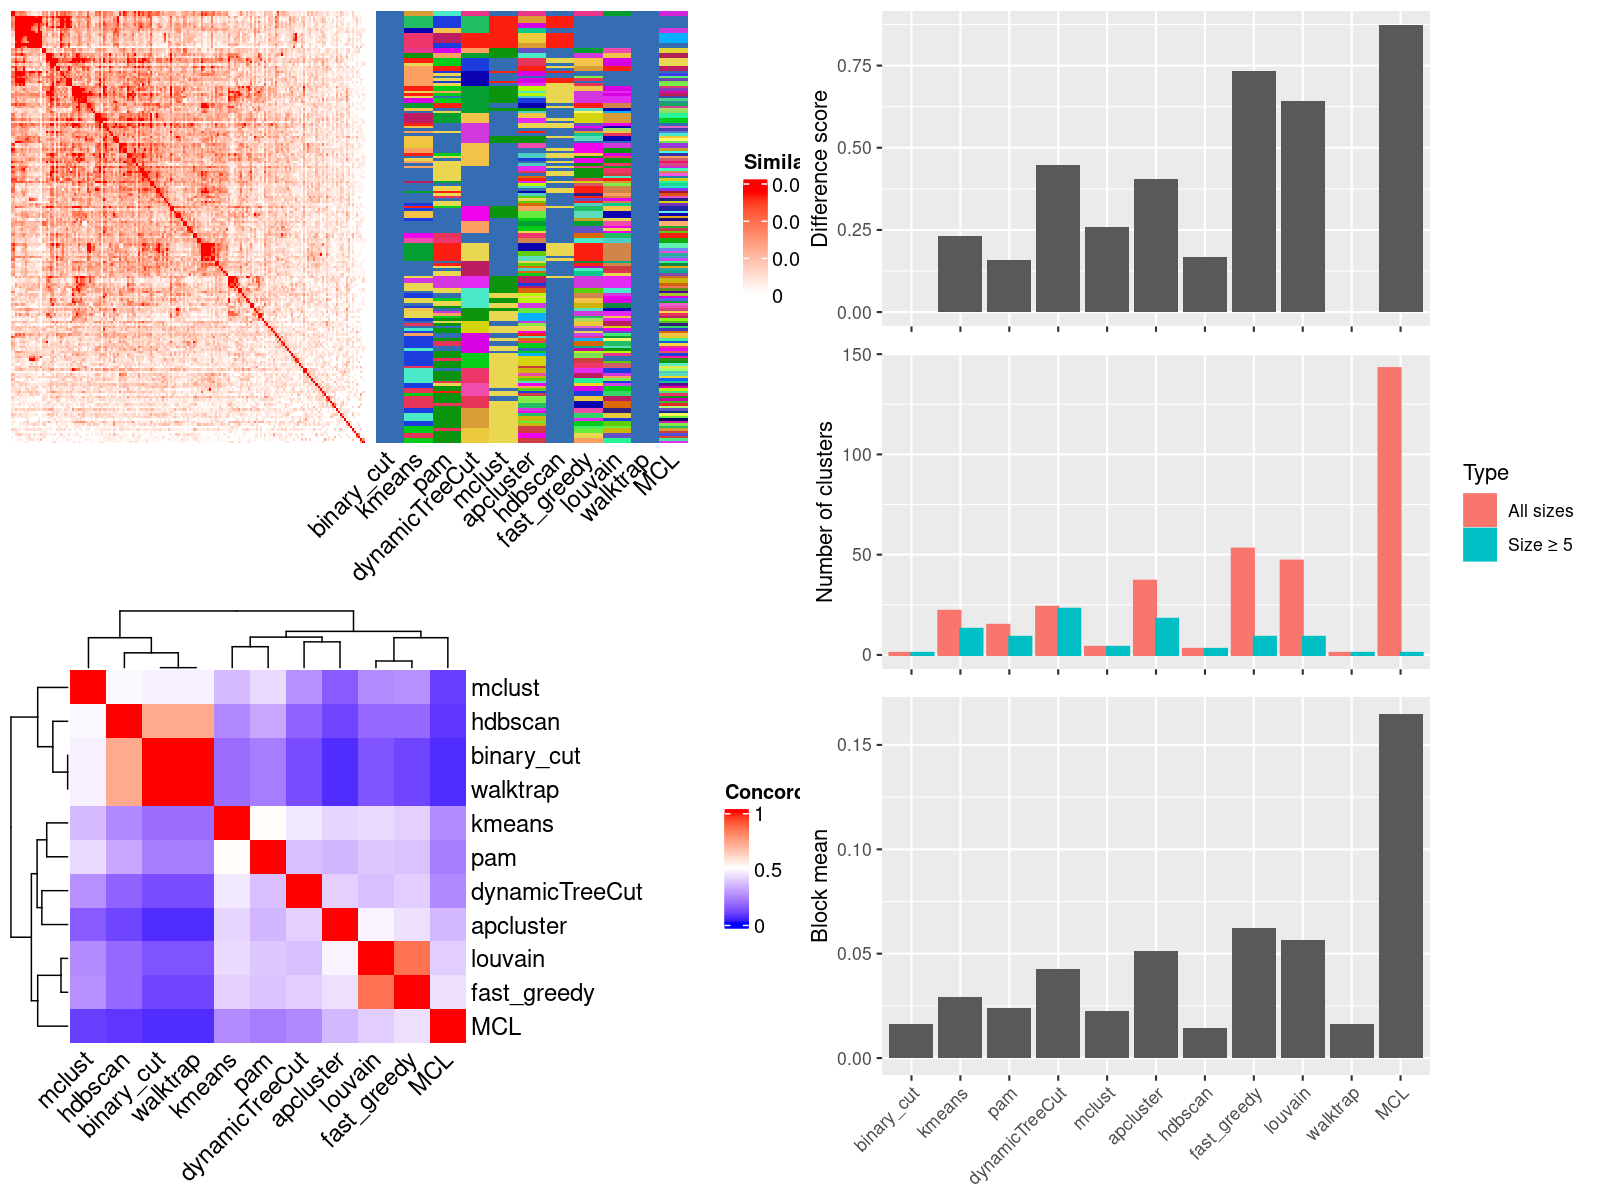 Simila
0.0
0.0
0.0
0
binary_cut
kmeans
pam
dynamicTreeCut
mclust
apcluster
hdbscan
fast_greedy
louvain
walktrap
MCL
mclust
hdbscan
binary_cut
walktrap
kmeans
pam
dynamicTreeCut
apcluster
louvain
fast_greedy
MCL
mclust
hdbscan
binary_cut
walktrap
kmeans
pam
dynamicTreeCut
apcluster
louvain
fast_greedy
MCL
Concord
1
0.5
0
Difference score
0.75
0.50
0.25
0.00
Number of clusters
150
100
50
0
Type
All sizes
Size ≥ 5
Block mean
0.15
0.10
0.05
0.00
binary_cut
kmeans
pam
dynamicTreeCut
mclust
apcluster
hdbscan
fast_greedy
louvain
walktrap
MCL